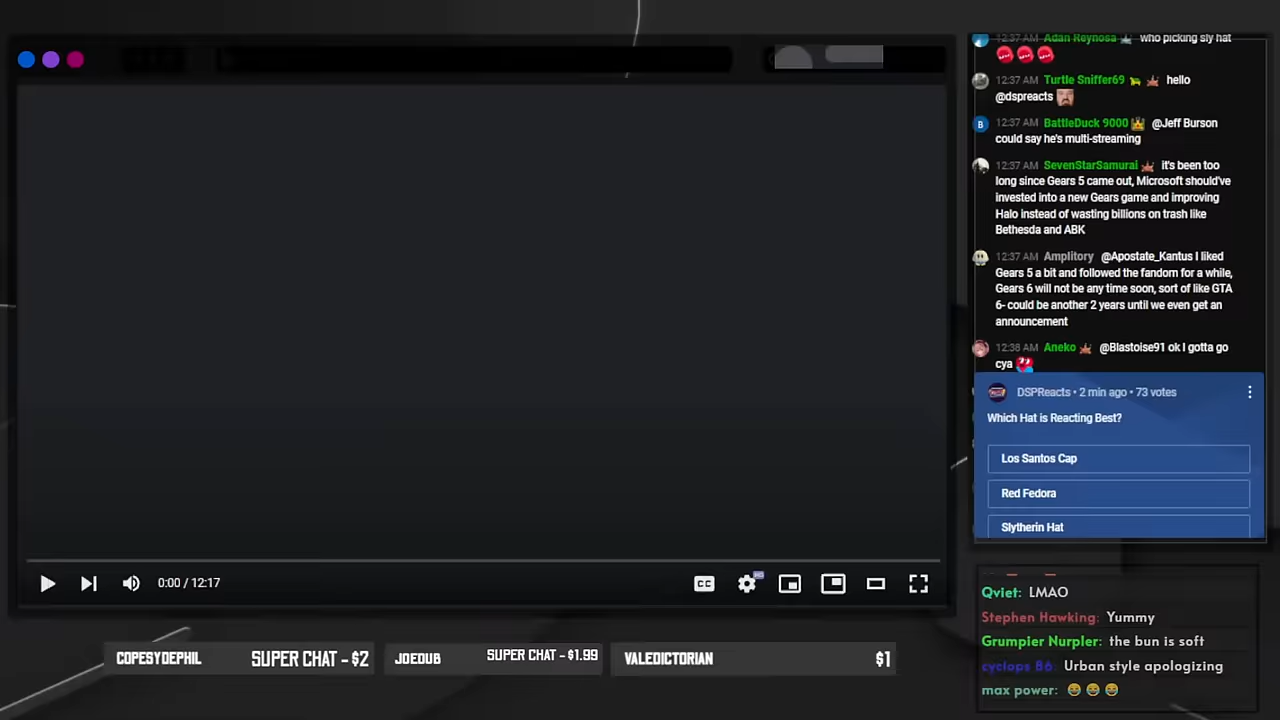 12:37 AM Adan Reynosa who picking sly hat
12:37 AM Turtle Sniffer69 hello
@dspreacts
B 12:37 AM BattleDuck 9000 @Jeff Burson
could say he's multi-streaming
12:37 AM SevenStarSamurai it's been too
long since Gears 5 came out, Microsoft should've
invested into a new Gears game and improving
Halo instead of wasting billions on trash like
Bethesda and ABK
12:37 AM Amplitory @Apostate_Kantus I liked
Gears 5 a bit and followed the fandom for a while,
Gears 6 will not be any time soon, sort of like GTA
6- could be another 2 years until we even get an
announcement
12:38 AM Aneko @Blastoise91 ok I gotta go
cya
DSPReacts • 2 min ago • 73 votes
Which Hat is Reacting Best?
Los Santos Cap
Red Fedora
Slytherin Hat
0:00 / 12:17
CC
HD
Qviet: LMAO
Stephen Hawking: Yummy
Grumpier Nurpler: the bun is soft
cyclops 86: Urban style apologizing
max power:
COPESYDEPHIL SUPER CHAT - $2
JOEDUB SUPER CHAT - $1.99
VALEDICTORIAN $1